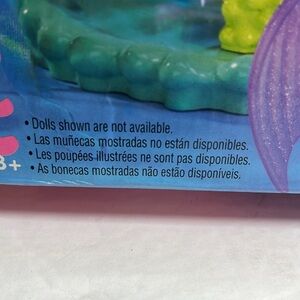 • Dolls shown are not available.
• Las muñecas mostradas no están disponibles.
• Les poupées illustrées ne sont pas disponibles.
3+
• As bonecas mostradas não estão disponíveis.